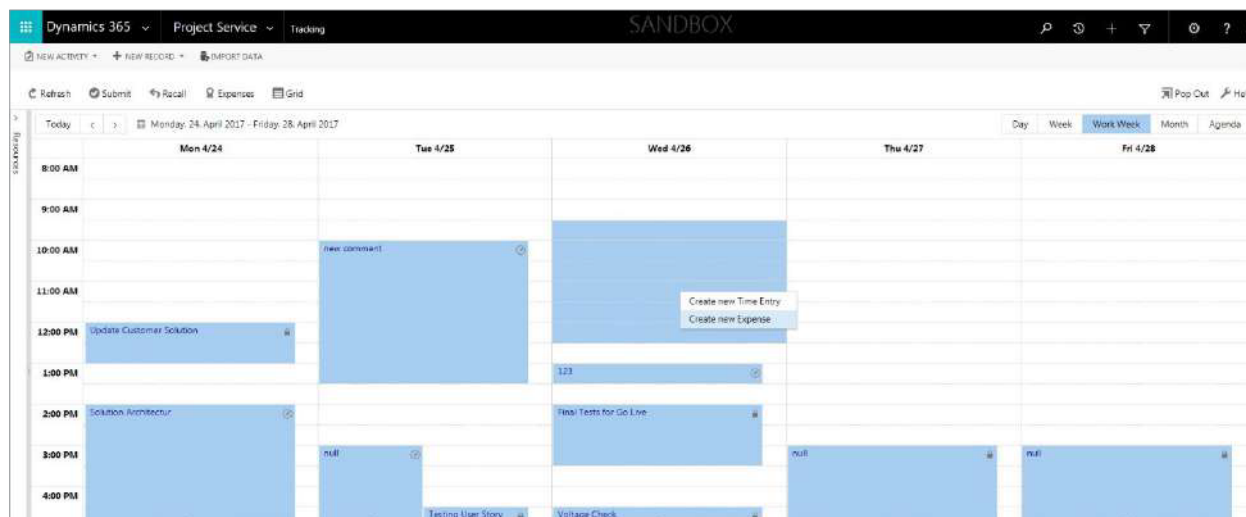 Dynamics 365 Project Service Tracking SANDBOX ?
NEW ACTIVITY NEW RECORD IMPORT DATA
Refresh Submit Recall Expenses Grid Pop Out He
Today < > Monday, 24. April 2017 - Friday, 28. April 2017 Day Week Work Week Month Agenda
Resources
Mon 4/24 Tue 4/25 Wed 4/26 Thu 4/27 Fri 4/28
8:00 AM
9:00 AM
10:00 AM new comment
11:00 AM
Create new Time Entry
Create new Expense
12:00 PM Update Customer Solution
1:00 PM 123
2:00 PM Solution Architectur Final Tests for Go Live
3:00 PM null null null
4:00 PM
Testing User Story Voltage Check